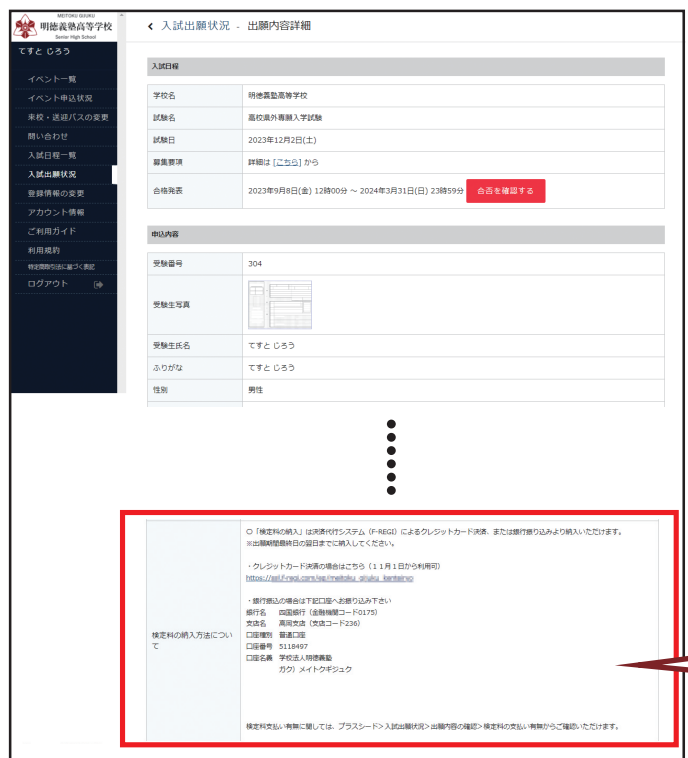 MEITOKU GIJUKU
明徳義塾高等学校
Senior High School
てすと じろう
イベント一覧
イベント申込状況
来校・送迎バスの変更
問い合わせ
入試日程一覧
入試出願状況
登録情報の変更
アカウント情報
ご利用ガイド
利用規約
特定商取引法に基づく表記
ログアウト
入試出願状況 - 出願内容詳細
入試日程
学校名 明徳義塾高等学校
試験名 高校県外専願入学試験
試験日 2023年12月2日(土)
募集要項 詳細は [こちら] から
合格発表 2023年9月8日(金) 12時00分 ～ 2024年3月31日(日) 23時59分 合否を確認する
申込内容
受験番号 304
受験生写真
受験生氏名 てすと じろう
ふりがな てすと じろう
性別 男性
検定料の納入方法について
〇「検定料の納入」は決済代行システム（F-REGI）によるクレジットカード決済、または銀行振り込みより納入いただけます。
※出願期間最終日の翌日までに納入してください。
・クレジットカード決済の場合はこちら（１１月１日から利用可）
https://
・銀行振込の場合は下記口座へお振り込み下さい
銀行名 四国銀行（金融機関コード0175）
支店名 高岡支店（支店コード236）
口座種別 普通口座
口座番号 5118497
口座名義 学校法人明徳義塾
ガク）メイトクギジュク
検定料支払い有無に関しては、プラスシード＞入試出願状況＞出願内容の確認＞検定料の支払い有無からご確認いただけます。